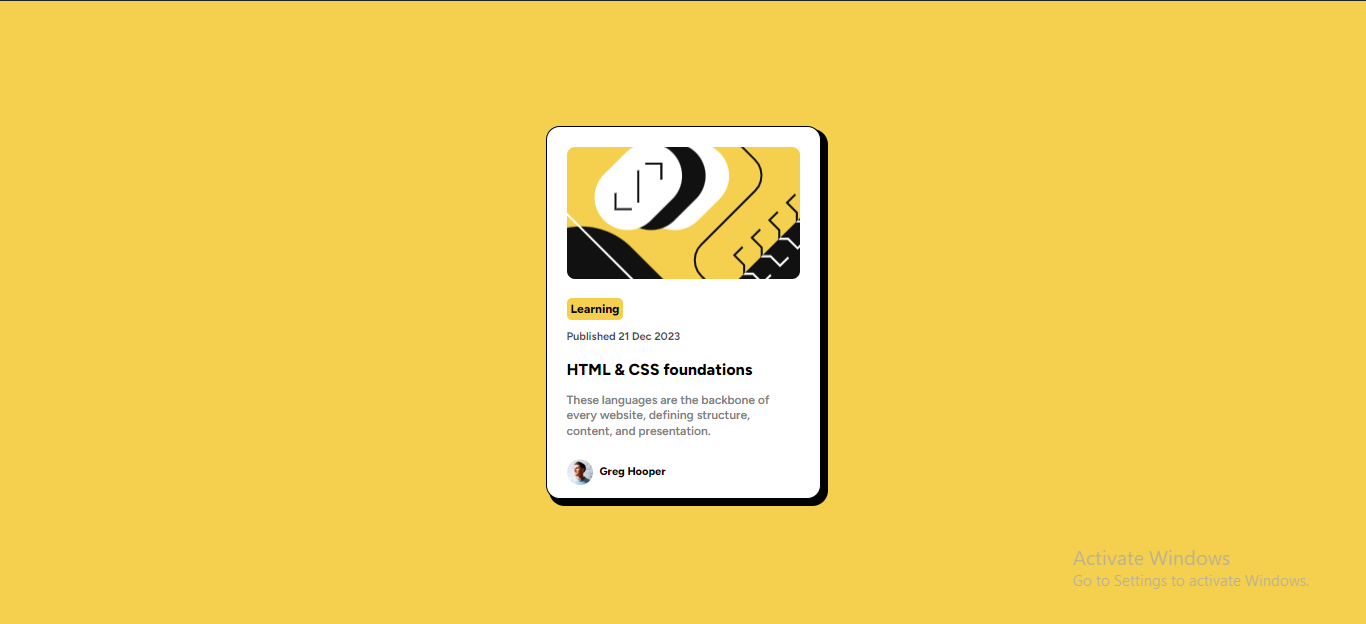 Learning
Published 21 Dec 2023
HTML & CSS foundations
These languages are the backbone of
every website, defining structure,
content, and presentation.
Greg Hooper
Activate Windows
Go to Settings to activate Windows.